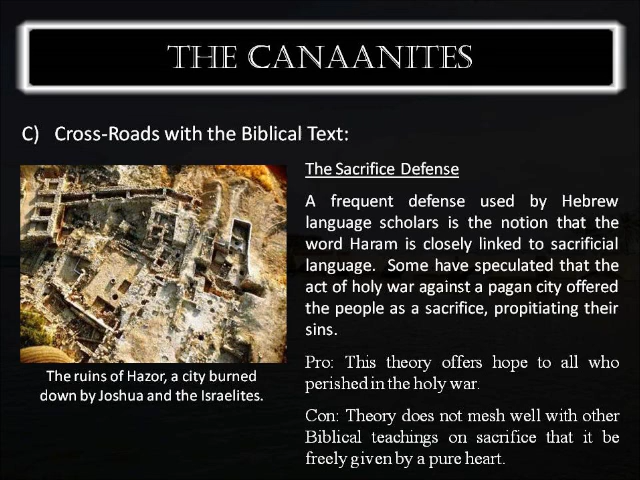 THE CANAANITES
C) Cross-Roads with the Biblical Text:
The Sacrifice Defense
A frequent defense used by Hebrew
language scholars is the notion that the
word Haram is closely linked to sacrificial
language. Some have speculated that the
act of holy war against a pagan city offered
the people as a sacrifice, propitiating their
sins.
Pro: This theory offers hope to all who
perished in the holy war.
Con: Theory does not mesh well with other
Biblical teachings on sacrifice that it be
freely given by a pure heart.
The ruins of Hazor, a city burned
down by Joshua and the Israelites.